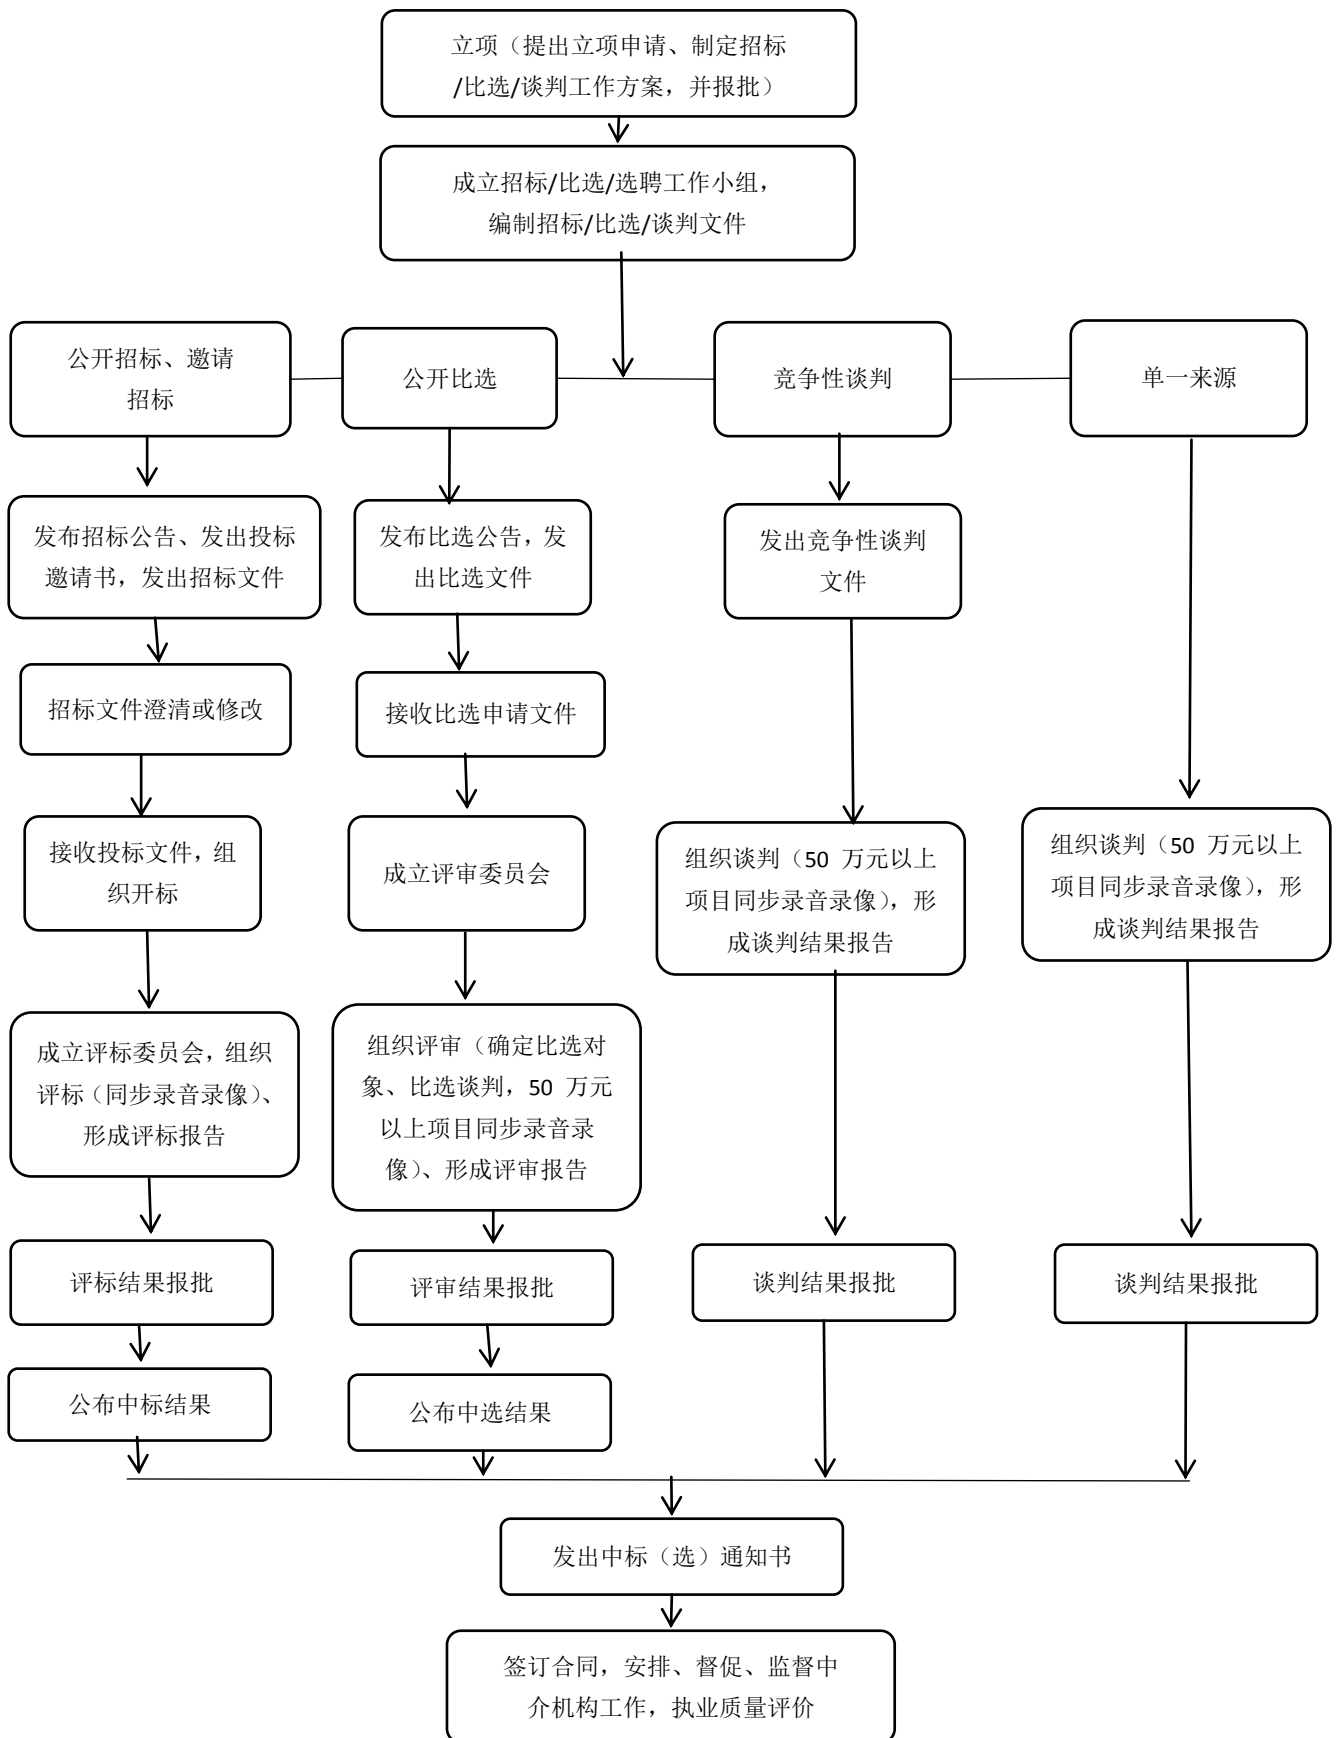 立项（提出立项申请、制定招标
/比选/谈判工作方案，并报批）
成立招标/比选/选聘工作小组，
编制招标/比选/谈判文件
公开招标、邀请
招标
公开比选
竞争性谈判
单一来源
发布招标公告、发出投标
邀请书，发出招标文件
发布比选公告，发
出比选文件
发出竞争性谈判
文件
招标文件澄清或修改
接收比选申请文件
接收投标文件，组
织开标
成立评审委员会
组织谈判（50 万元以上
项目同步录音录像），形
成谈判结果报告
组织谈判（50 万元以上
项目同步录音录像），形
成谈判结果报告
成立评标委员会，组织
评标（同步录音录像）、
形成评标报告
组织评审（确定比选对
象、比选谈判，50 万元
以上项目同步录音录
像）、形成评审报告
评标结果报批
评审结果报批
谈判结果报批
谈判结果报批
公布中标结果
公布中选结果
发出中标（选）通知书
签订合同，安排、督促、监督中
介机构工作，执业质量评价